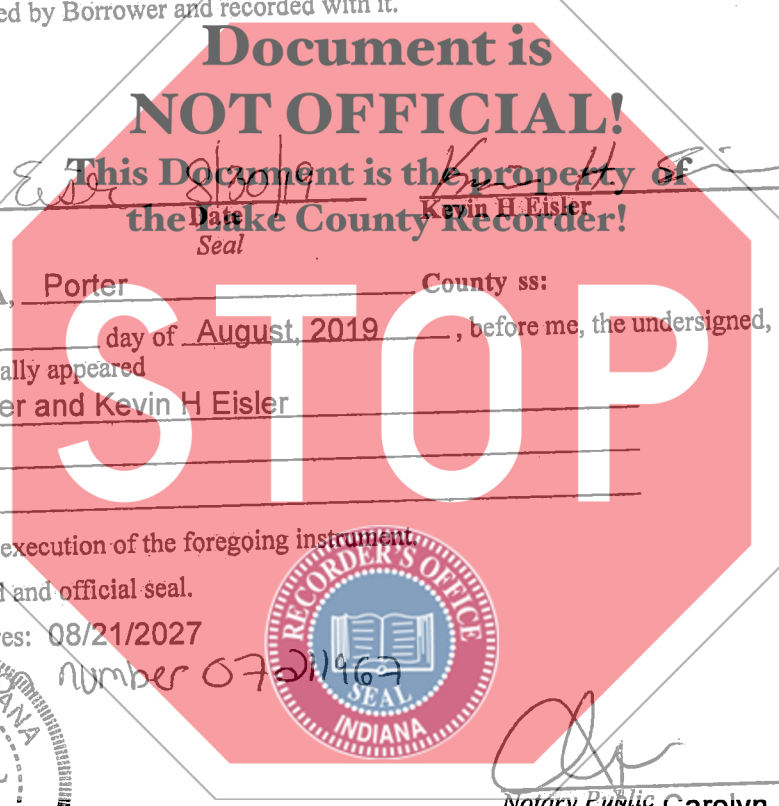 ed by Borrower and recorded with it.
Document is
NOT OFFICIAL!
This Document is the property of
the Lake County Recorder!
8/30/19
Date
Kevin H Eisler
Seal
Porter County ss:
day of August, 2019, before me, the undersigned,
ally appeared
er and Kevin H Eisler
STOP
execution of the foregoing instrument.
d and official seal.
res: 08/21/2027
number
RECORDER'S OFFICE
SEAL
INDIANA
ANA
Notary Public Carolyn